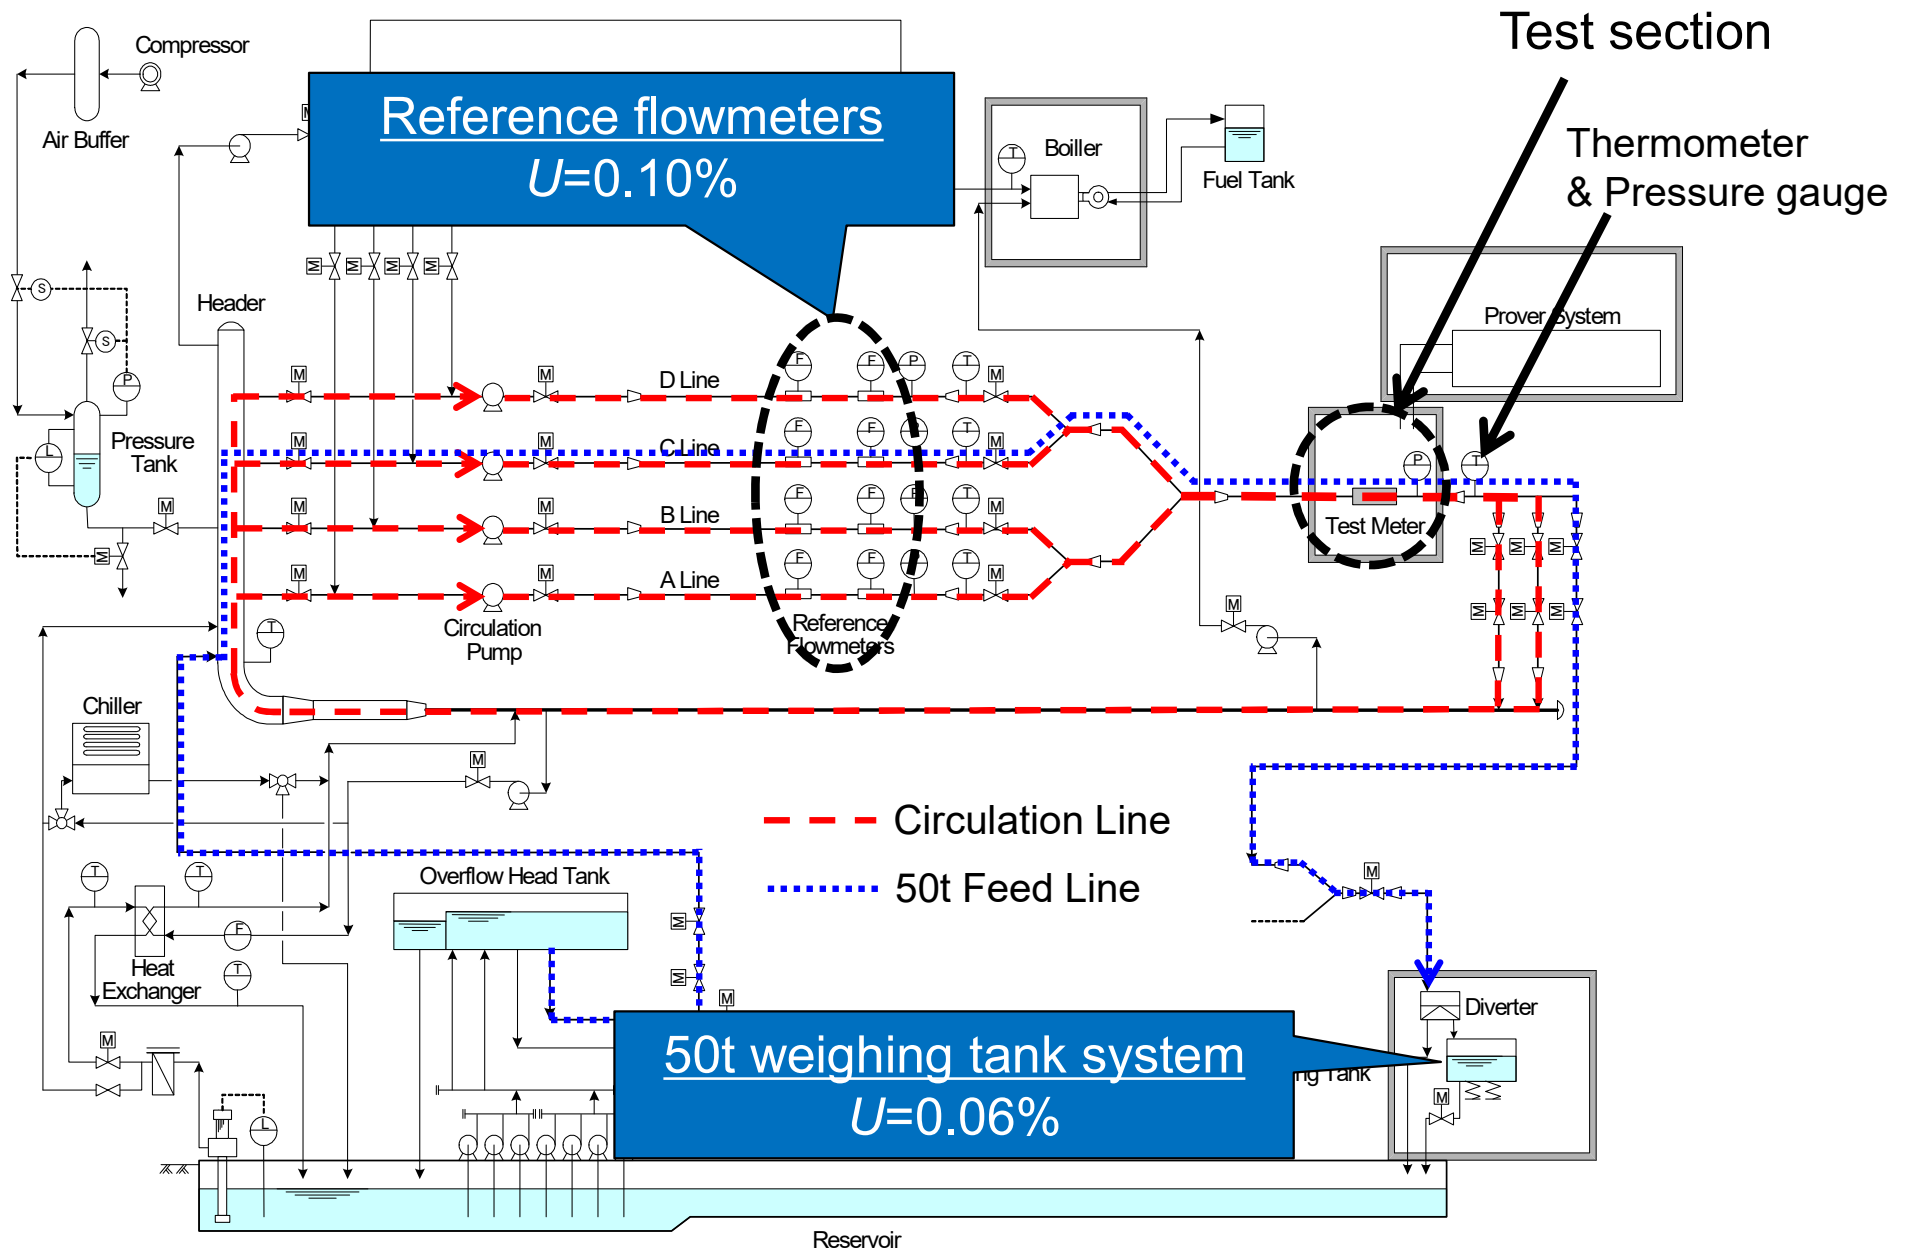 Test section
Compressor
Air Buffer
Reference flowmeters
U=0.10%
Boiller
Fuel Tank
Thermometer
& Pressure gauge
T
M
M
M
M
S
S
P
L
Header
Prover System
Pressure
Tank
M
M
M
D Line
F
F
P
T
M
M
M
C Line
F
F
P
T
M
M
M
B Line
F
F
P
T
M
M
M
A Line
F
F
P
T
M
P
T
Test Meter
M
M
M
M
M
M
M
Circulation
Pump
Reference
Flowmeters
T
M
Chiller
M
Circulation Line
50t Feed Line
T
T
Overflow Head Tank
M
F
M
M
M
Heat
Exchanger
T
M
Diverter
50t weighing tank system
U=0.06%
ng Tank
M
L
Reservoir